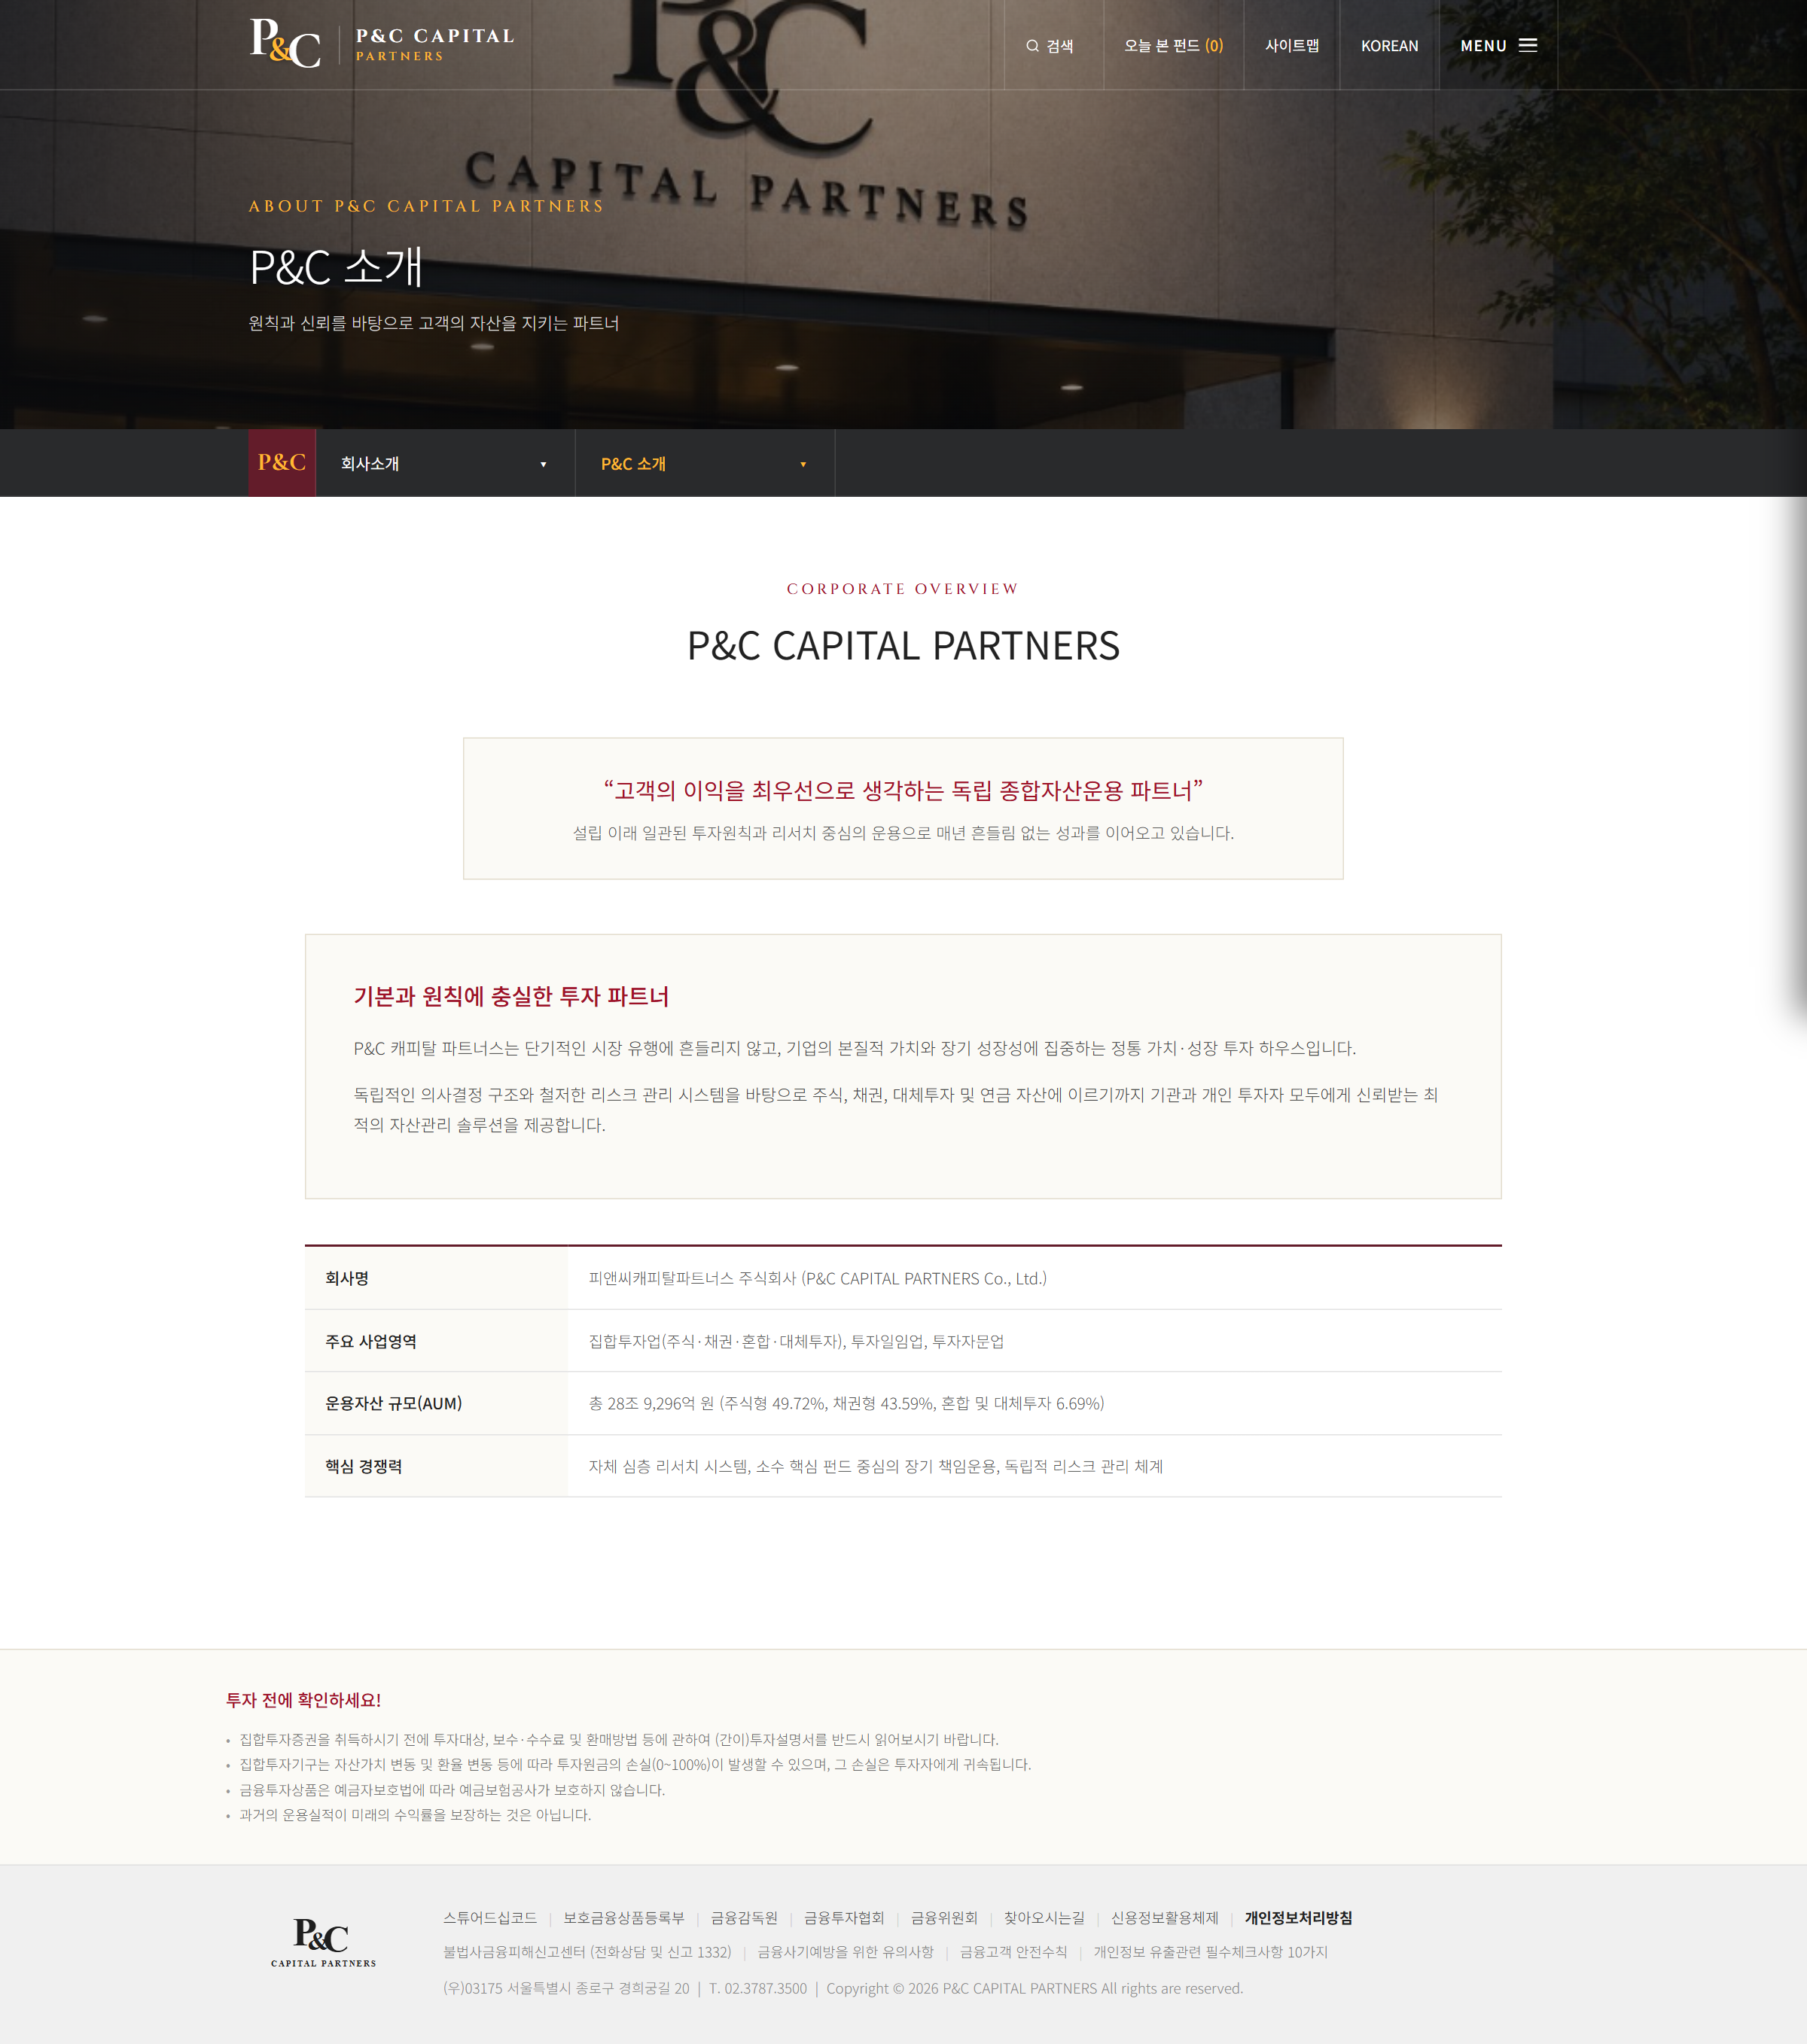 P&C
P&C CAPITAL
PARTNERS
검색
오늘 본 펀드 (0)
사이트맵
KOREAN
MENU
P&C
CAPITAL PARTNERS
ABOUT P&C CAPITAL PARTNERS
P&C 소개
원칙과 신뢰를 바탕으로 고객의 자산을 지키는 파트너
P&C
회사소개
P&C 소개
CORPORATE OVERVIEW
P&C CAPITAL PARTNERS
“고객의 이익을 최우선으로 생각하는 독립 종합자산운용 파트너”
설립 이래 일관된 투자원칙과 리서치 중심의 운용으로 매년 흔들림 없는 성과를 이어오고 있습니다.
기본과 원칙에 충실한 투자 파트너
P&C 캐피탈 파트너스는 단기적인 시장 유행에 흔들리지 않고, 기업의 본질적 가치와 장기 성장성에 집중하는 정통 가치·성장 투자 하우스입니다.
독립적인 의사결정 구조와 철저한 리스크 관리 시스템을 바탕으로 주식, 채권, 대체투자 및 연금 자산에 이르기까지 기관과 개인 투자자 모두에게 신뢰받는 최
적의 자산관리 솔루션을 제공합니다.
회사명 피앤씨캐피탈파트너스 주식회사 (P&C CAPITAL PARTNERS Co., Ltd.)
주요 사업영역 집합투자업(주식·채권·혼합·대체투자), 투자일임업, 투자자문업
운용자산 규모(AUM) 총 28조 9,296억 원 (주식형 49.72%, 채권형 43.59%, 혼합 및 대체투자 6.69%)
핵심 경쟁력 자체 심층 리서치 시스템, 소수 핵심 펀드 중심의 장기 책임운용, 독립적 리스크 관리 체계
투자 전에 확인하세요!
• 집합투자증권을 취득하시기 전에 투자대상, 보수·수수료 및 환매방법 등에 관하여 (간이)투자설명서를 반드시 읽어보시기 바랍니다.
• 집합투자기구는 자산가치 변동 및 환율 변동 등에 따라 투자원금의 손실(0~100%)이 발생할 수 있으며, 그 손실은 투자자에게 귀속됩니다.
• 금융투자상품은 예금자보호법에 따라 예금보험공사가 보호하지 않습니다.
• 과거의 운용실적이 미래의 수익률을 보장하는 것은 아닙니다.
P&C
CAPITAL PARTNERS
스튜어드십코드 | 보호금융상품등록부 | 금융감독원 | 금융투자협회 | 금융위원회 | 찾아오시는길 | 신용정보활용체제 | 개인정보처리방침
불법사금융피해신고센터 (전화상담 및 신고 1332) | 금융사기예방을 위한 유의사항 | 금융고객 안전수칙 | 개인정보 유출관련 필수체크사항 10가지
(우)03175 서울특별시 종로구 경희궁길 20 | T. 02.3787.3500 | Copyright © 2026 P&C CAPITAL PARTNERS All rights are reserved.